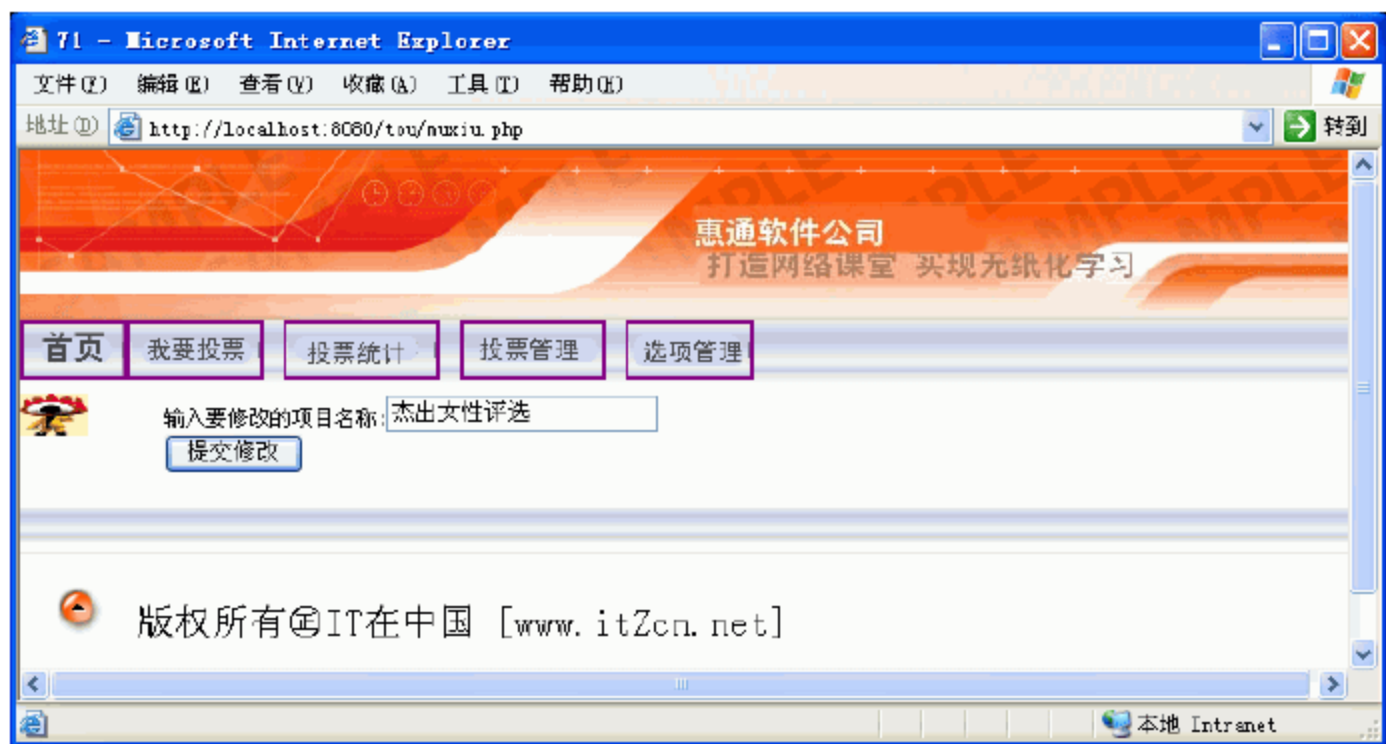 71 - Microsoft Internet Explorer
文件(F) 编辑(E) 查看(V) 收藏(A) 工具(T) 帮助(H)
地址(D) http://localhost:8080/tou/nuxiu.php 转到
惠通软件公司
打造网络课堂 实现无纸化学习
首页 我要投票 投票统计 投票管理 选项管理
输入要修改的项目名称:杰出女性评选
提交修改
版权所有㊣IT在中国 [www.itZcn.net]
本地 Intranet